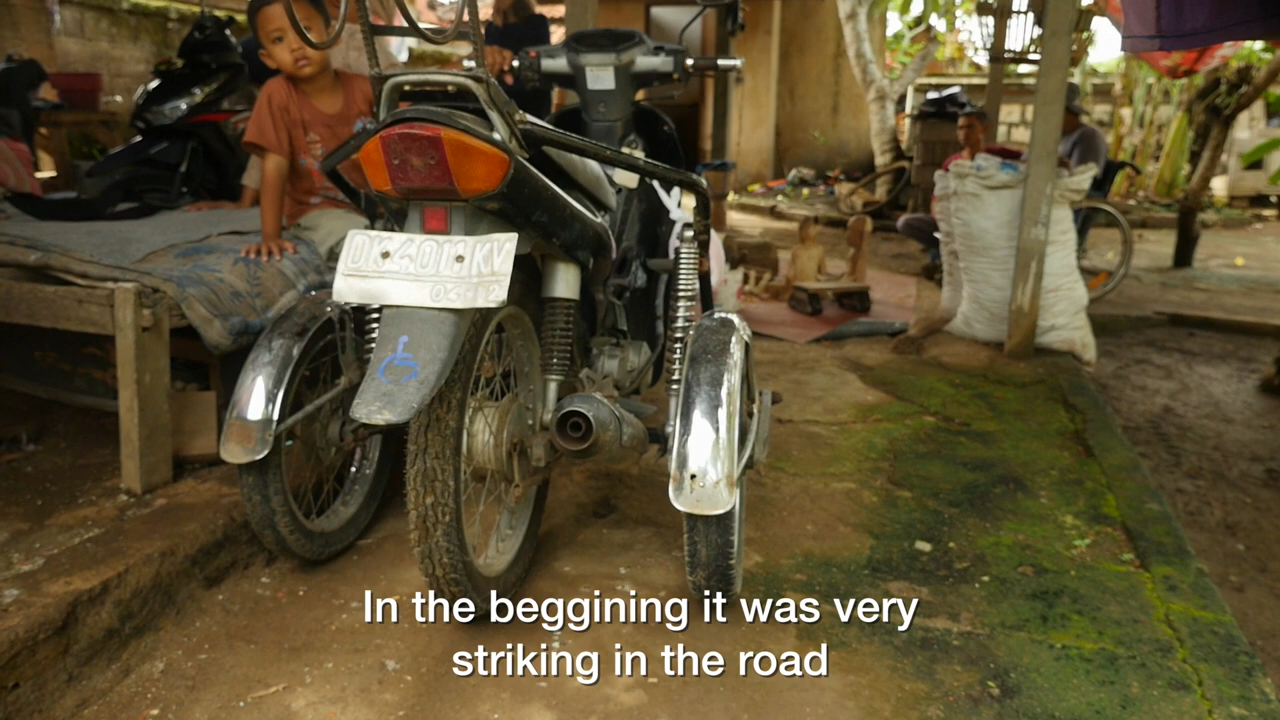 DK 4011 KV
04-12
In the beggining it was very
striking in the road